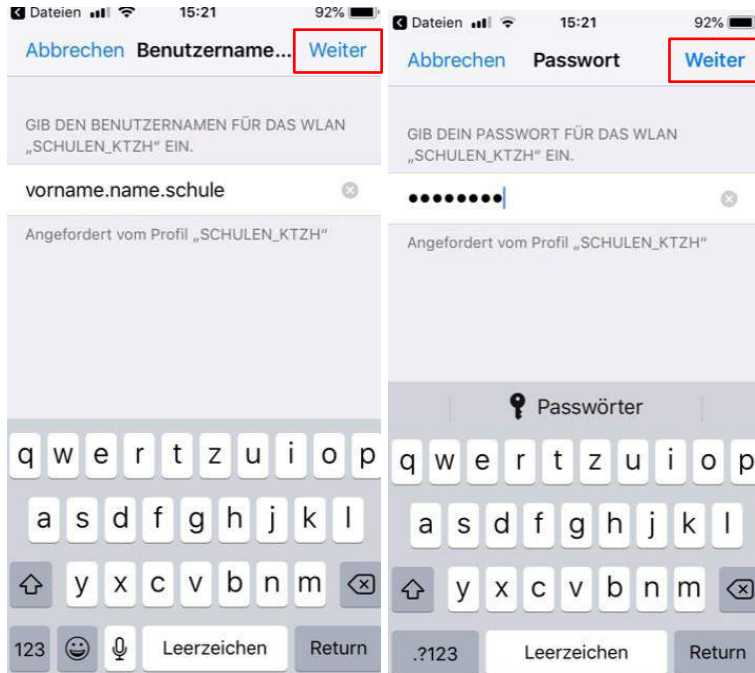 Dateien 15:21 92%
Abbrechen Benutzername... Weiter
GIB DEN BENUTZERNAMEN FÜR DAS WLAN
„SCHULEN_KTZH“ EIN.
vorname.name.schule
Angefordert vom Profil „SCHULEN_KTZH“
q w e r t z u i o p
a s d f g h j k l
y x c v b n m
123 Leerzeichen Return
Dateien 15:21 92%
Abbrechen Passwort Weiter
GIB DEIN PASSWORT FÜR DAS WLAN
„SCHULEN_KTZH“ EIN.
••••••••
Angefordert vom Profil „SCHULEN_KTZH“
Passwörter
q w e r t z u i o p
a s d f g h j k l
y x c v b n m
.?123 Leerzeichen Return